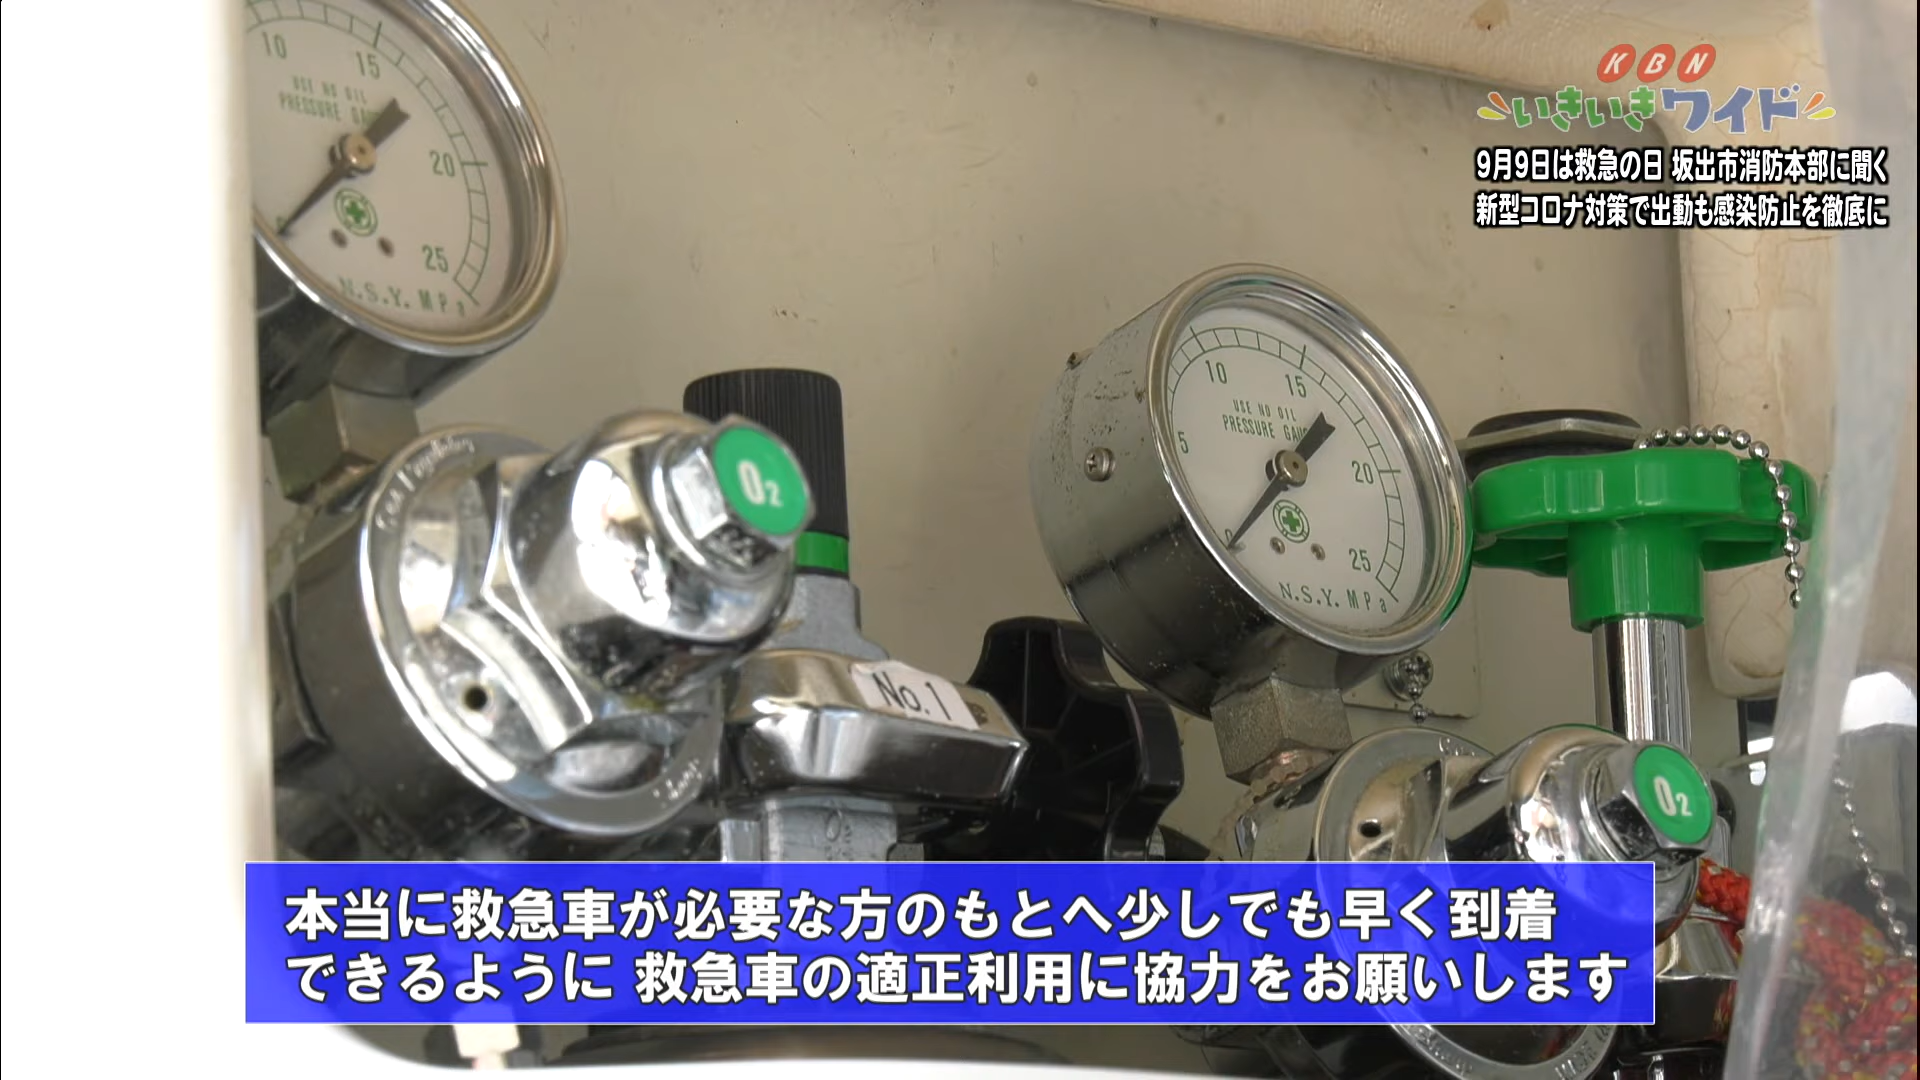 KBN
いきいきワイド
9月9日は救急の日 坂出市消防本部に聞く
新型コロナ対策で出動も感染防止を徹底に
10
15
USE NO OIL
PRESSURE GAU
20
25
N.S.Y. MPa
10
15
USE NO OIL
PRESSURE GAU
5
20
0
25
N.S.Y. MPa
O2
No.1
O2
本当に救急車が必要な方のもとへ少しでも早く到着
できるように 救急車の適正利用に協力をお願いします